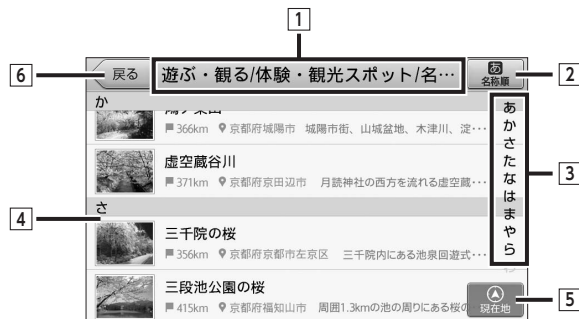 1
6
戻る
遊ぶ・観る/体験・観光スポット/名…
あ
名称順
2
か
366km 京都府城陽市 城陽市街、山城盆地、木津川、淀…
虚空蔵谷川
371km 京都府京田辺市 月読神社の西方を流れる虚空蔵…
さ
4
三千院の桜
356km 京都府京都市左京区 三千院内にある池泉回遊式…
三段池公園の桜
415km 京都府福知山市 周囲1.3kmの池の周りにある桜の
あ
か
さ
た
な
は
ま
や
ら
3
現在地
5